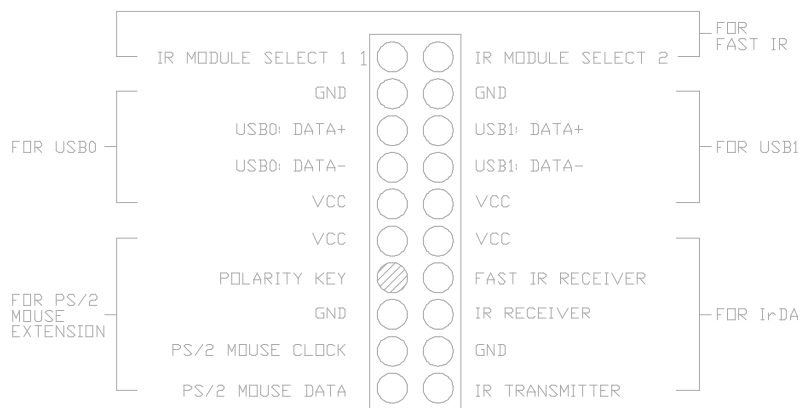 FOR
FAST IR
IR MODULE SELECT 1 1 IR MODULE SELECT 2
GND GND
USB0: DATA+ USB1: DATA+
FOR USB0 FOR USB1
USB0: DATA- USB1: DATA-
VCC VCC
VCC VCC
POLARITY KEY FAST IR RECEIVER
FOR PS/2
MOUSE
EXTENSION
GND IR RECEIVER
FOR IrDA
PS/2 MOUSE CLOCK GND
PS/2 MOUSE DATA IR TRANSMITTER